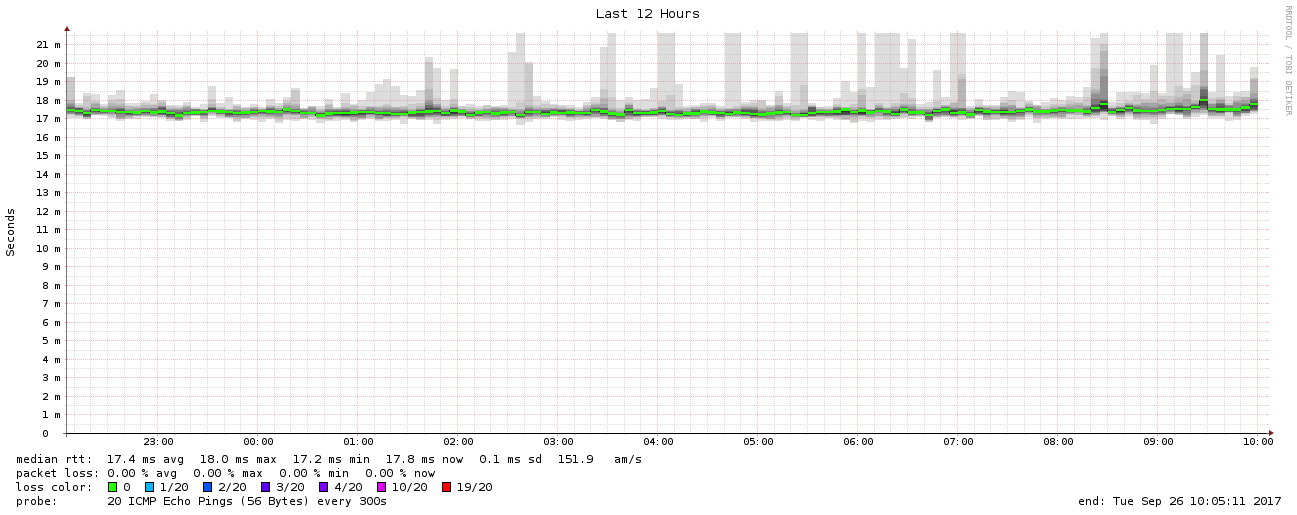 Last 12 Hours
RRDTOOL / TOBI OETIKER
21 m
20 m
19 m
18 m
17 m
16 m
15 m
14 m
13 m
12 m
11 m
10 m
9 m
8 m
7 m
6 m
5 m
4 m
3 m
2 m
1 m
0
Seconds
23:00 00:00 01:00 02:00 03:00 04:00 05:00 06:00 07:00 08:00 09:00 10:00
median rtt: 17.4 ms avg 18.0 ms max 17.2 ms min 17.8 ms now 0.1 ms sd 151.9 am/s
packet loss: 0.00 % avg 0.00 % max 0.00 % min 0.00 % now
loss color: 0 1/20 2/20 3/20 4/20 10/20 19/20
probe: 20 ICMP Echo Pings (56 Bytes) every 300s end: Tue Sep 26 10:05:11 2017